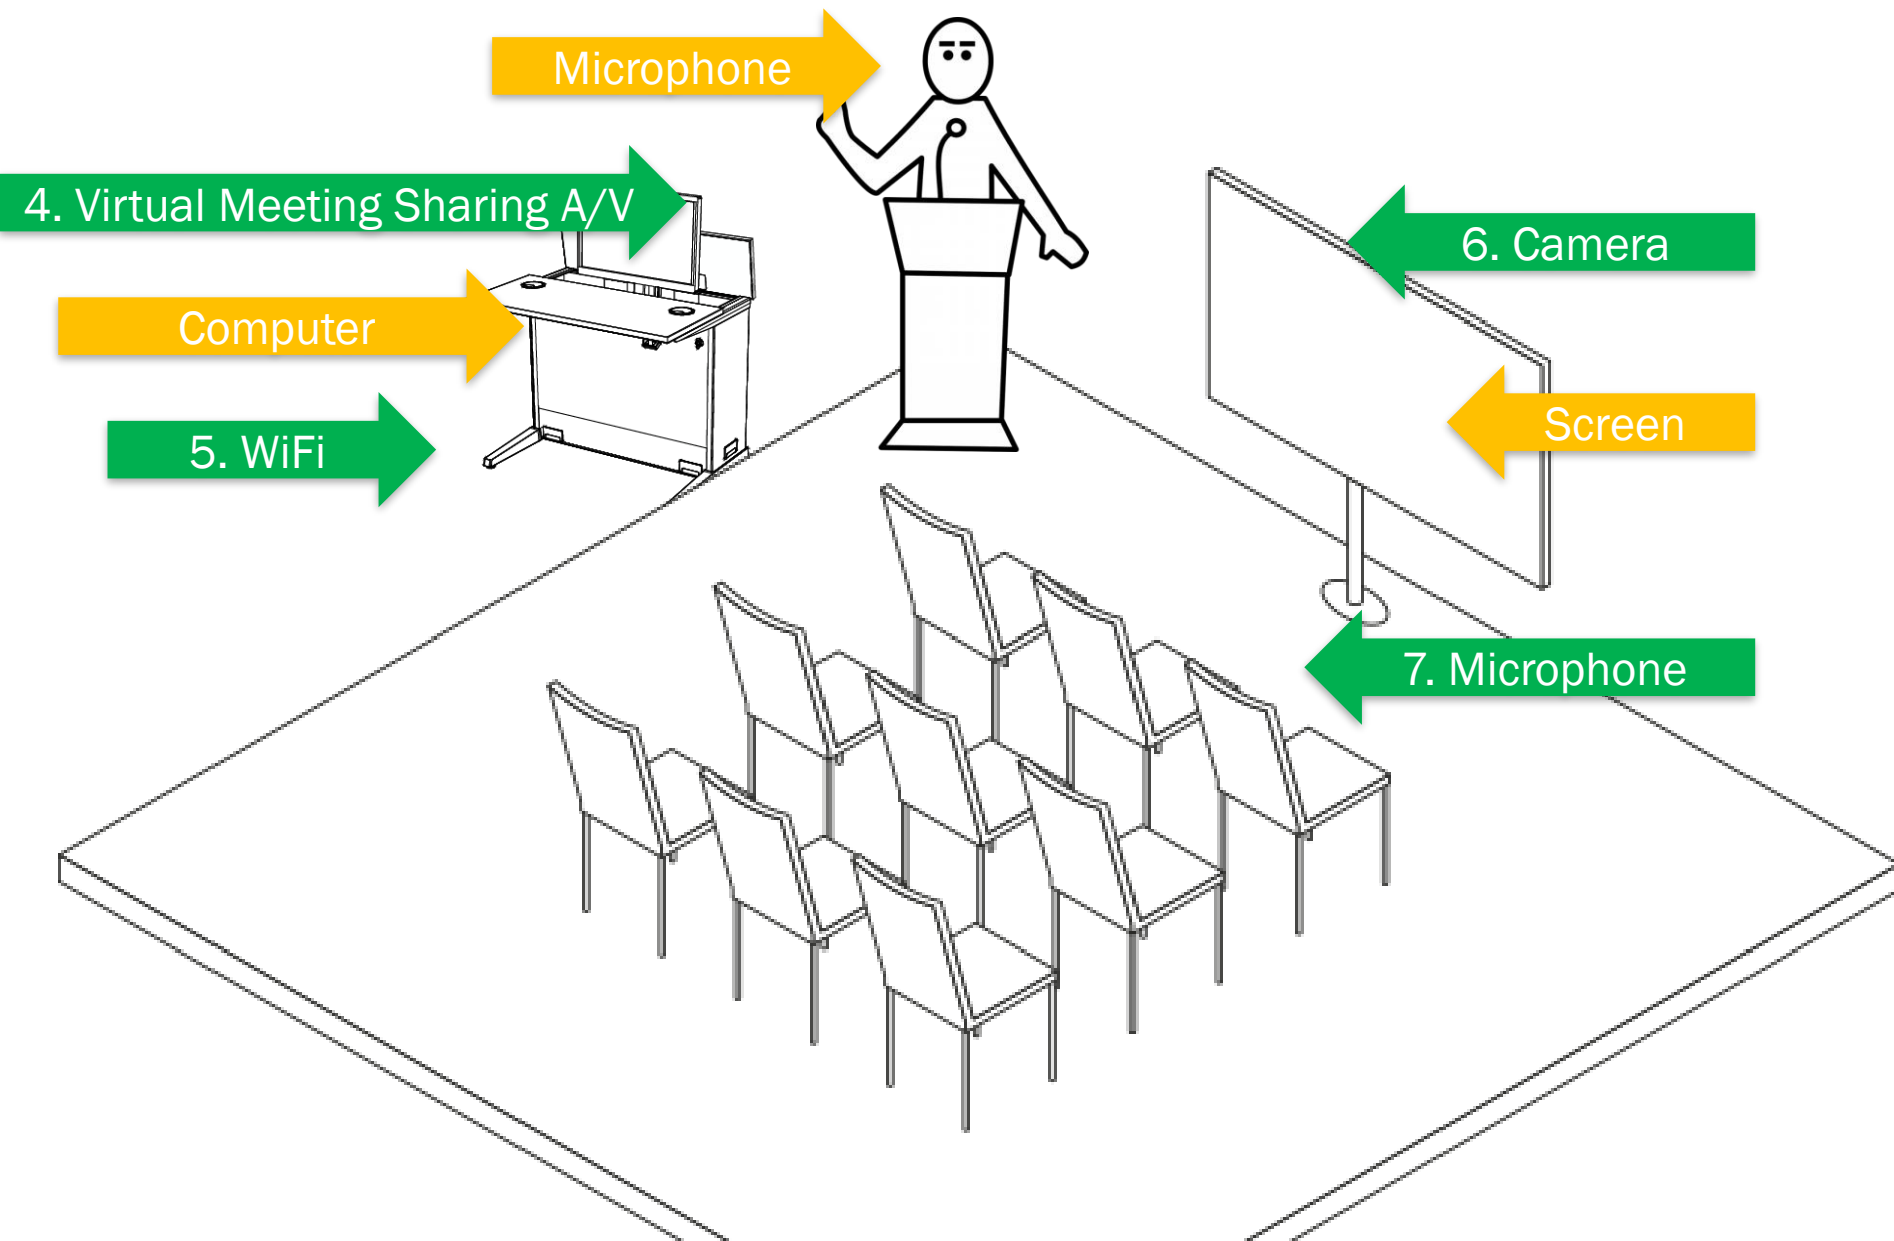 Microphone
4. Virtual Meeting Sharing A/V
6. Camera
Computer
Screen
5. WiFi
7. Microphone